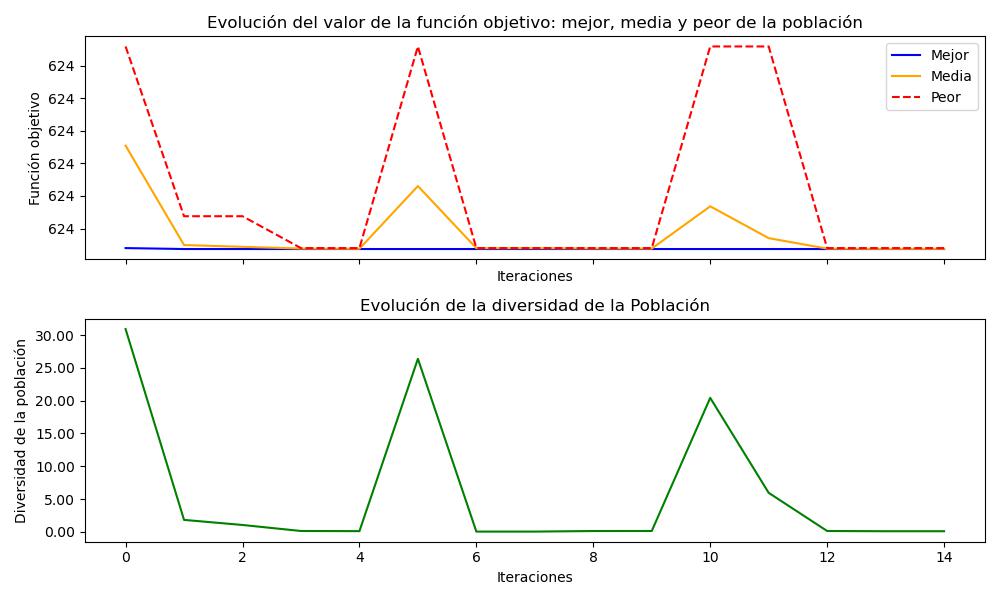 Evolución del valor de la función objetivo: mejor, media y peor de la población
Función objetivo
624
624
624
624
624
624
Mejor
Media
Peor
Iteraciones
Evolución de la diversidad de la Población
Diversidad de la población
30.00
25.00
20.00
15.00
10.00
5.00
0.00
0 2 4 6 8 10 12 14
Iteraciones